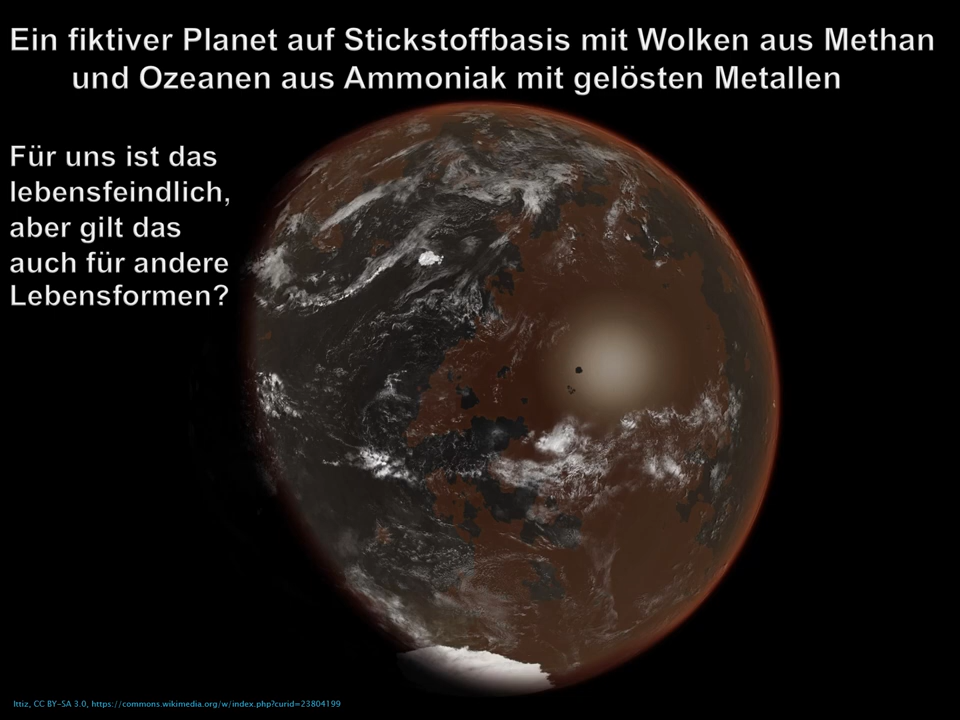 Ein fiktiver Planet auf Stickstoffbasis mit Wolken aus Methan
und Ozeanen aus Ammoniak mit gelösten Metallen
Für uns ist das
lebensfeindlich,
aber gilt das
auch für andere
Lebensformen?
Ittiz, CC BY-SA 3.0, https://commons.wikimedia.org/w/index.php?curid=23804199